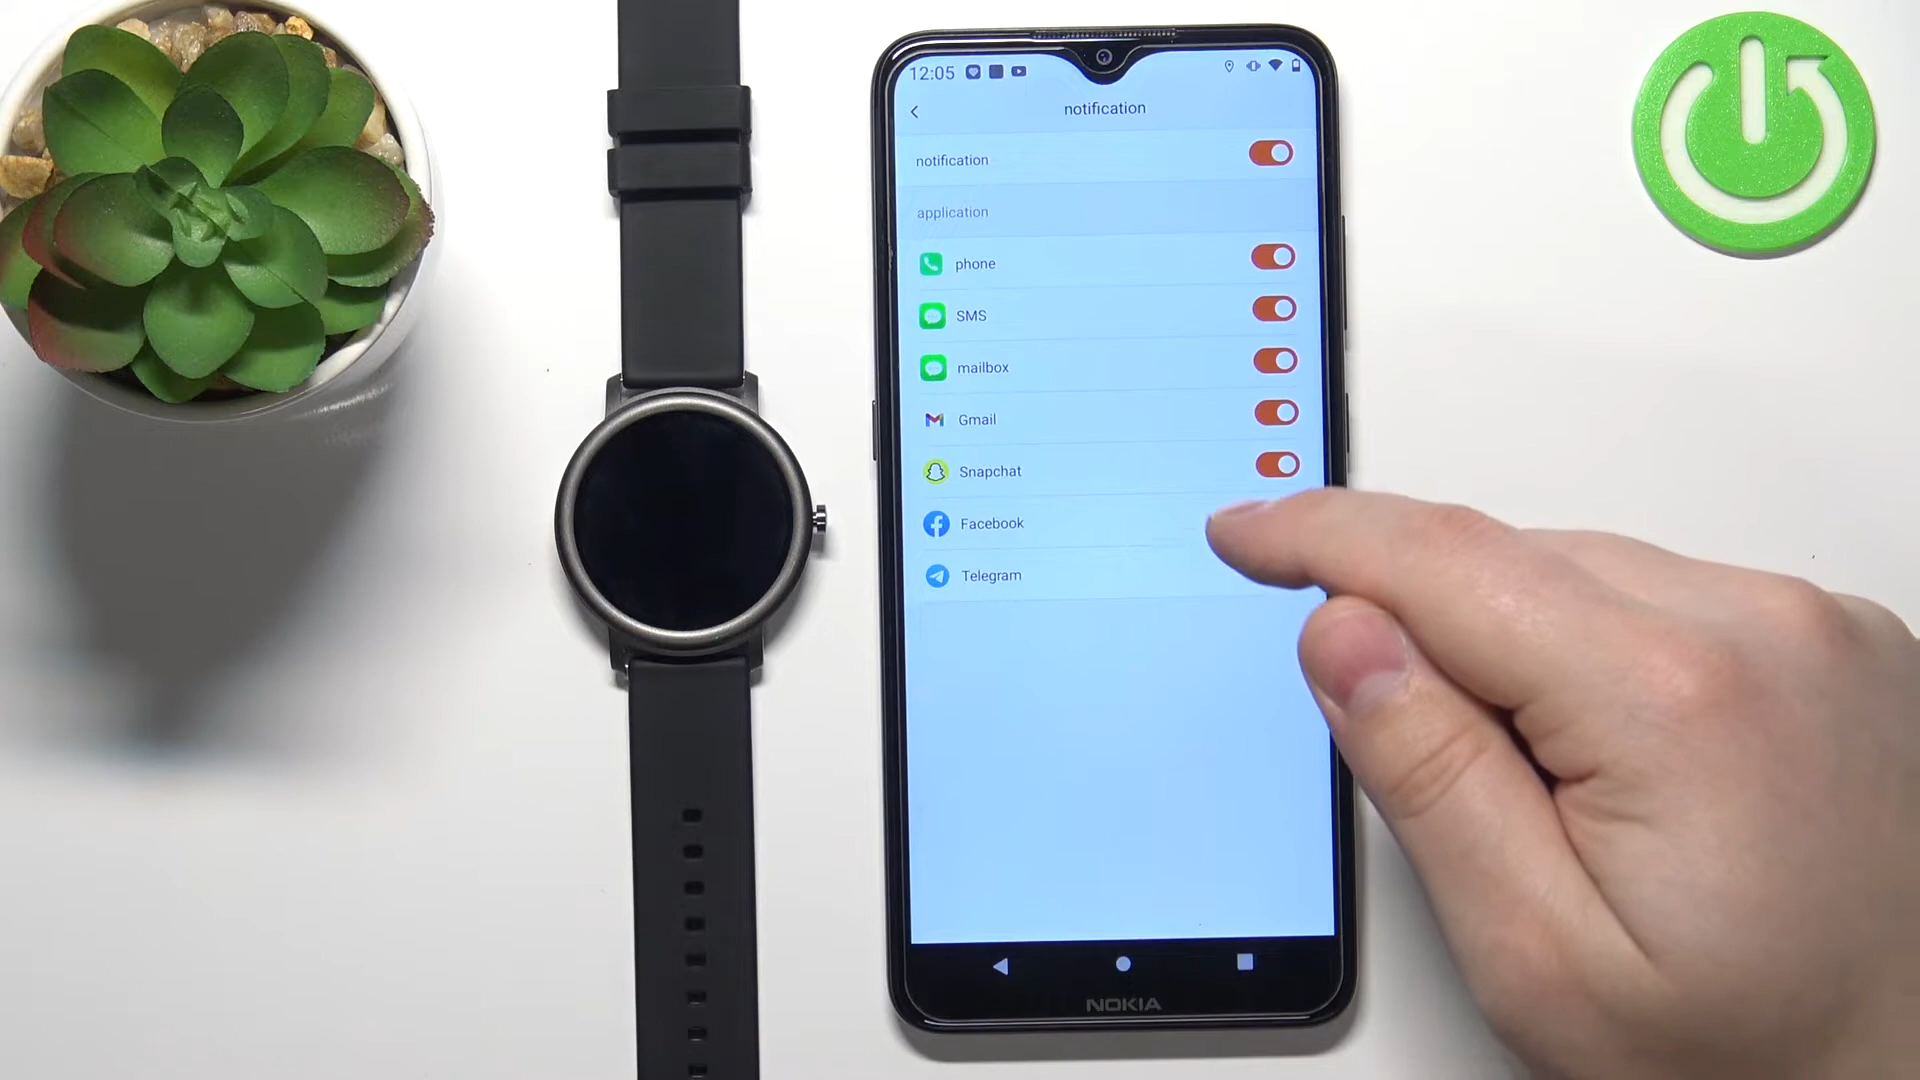 12:05
notification
notification
application
phone
SMS
mailbox
Gmail
Snapchat
Facebook
Telegram
NOKIA